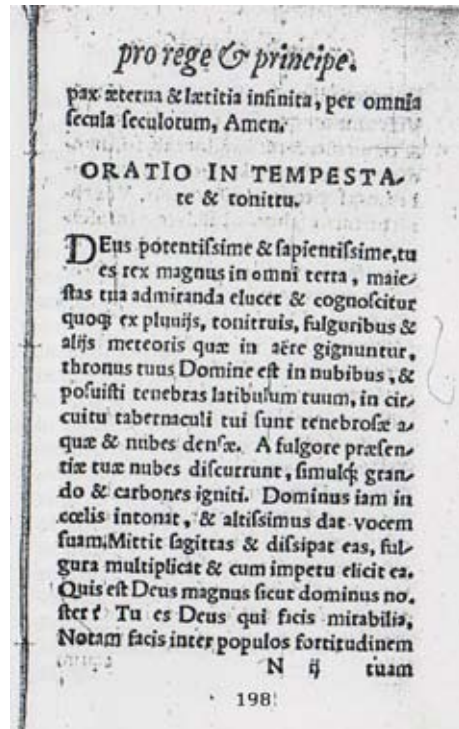 pro rege & principe.
pax æterna & lætitia infinita, per omnia
ſecula ſeculorum, Amen.
ORATIO IN TEMPESTA-
te & tonitru.
DEus potentiſsime & ſapientiſsime, tu
es rex magnus in omni terra, maie-
ſtas tua admiranda elucet & cognoſcitur
quoqꝫ ex pluuijs, tonitruis, fulguribus &
alijs meteoris quæ in aëre gignuntur,
thronus tuus Domine eſt in nubibus, &
poſuiſti tenebras latibulum tuum, in cir
cuitu tabernaculi tui ſunt tenebroſæ a-
quæ & nubes denſæ. A fulgore præſen-
tiæ tuæ nubes diſcurrunt, ſimulqꝫ gran-
do & carbones igniti. Dominus iam in
cœlis intonat, & altiſsimus dat vocem
ſuam. Mittit ſagittas & diſsipat eas, ful-
gura multiplicat & cum impetu elicit ea.
Quis eſt Deus magnus ſicut dominus no-
ſter? Tu es Deus qui facis mirabilia,
Notam facis inter populos fortitudinem
N ij tuam
198